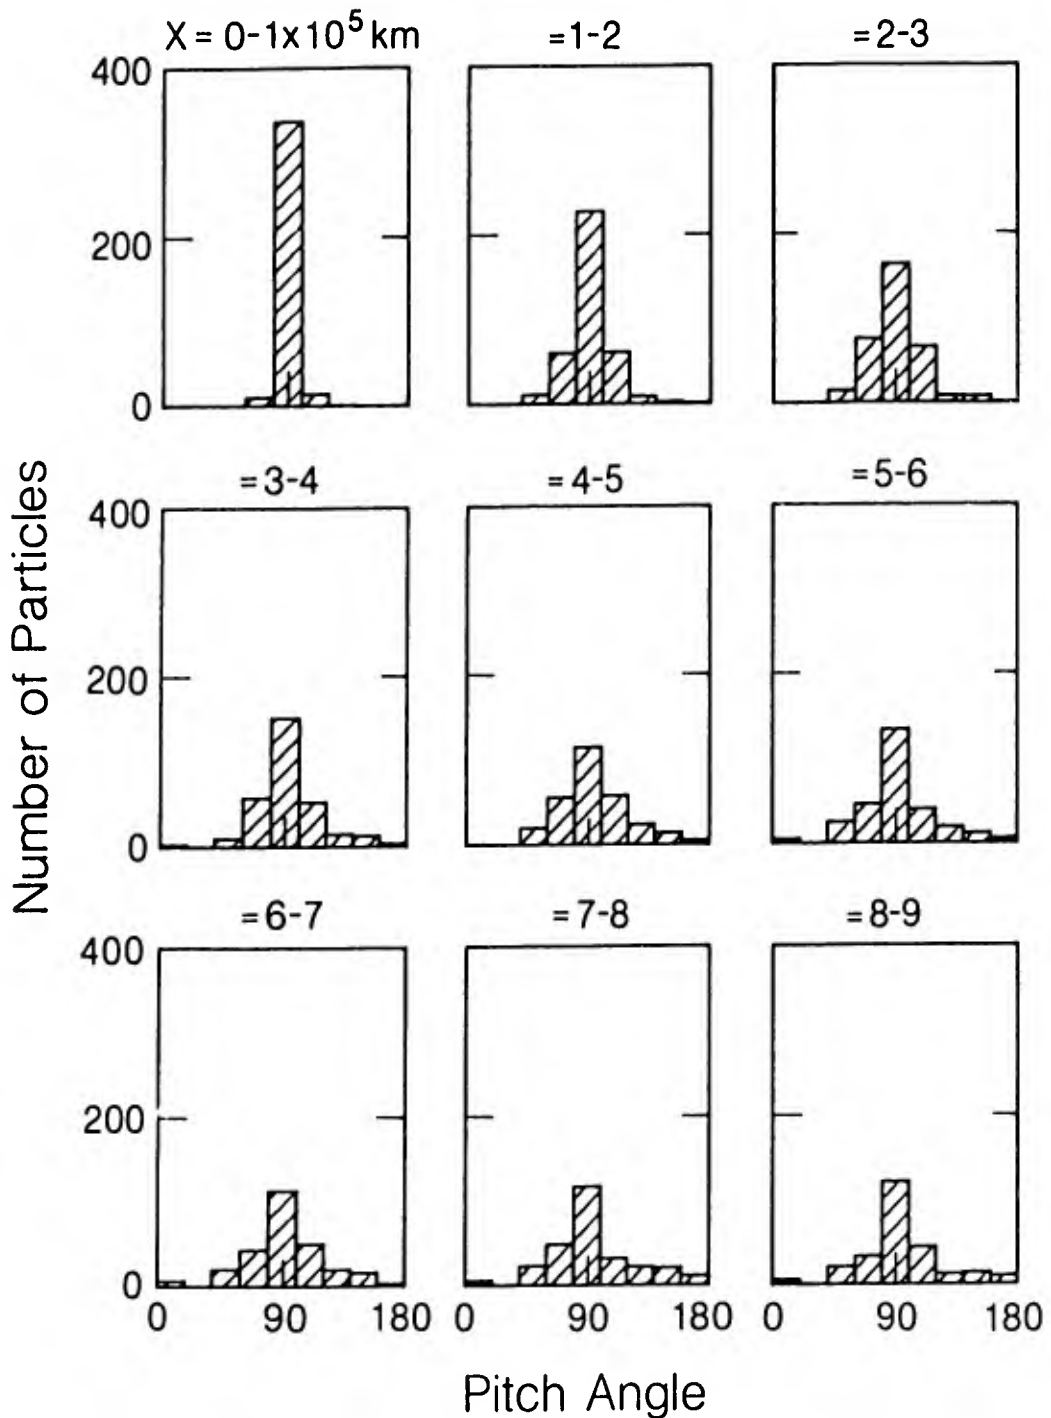 X = 0-1x10⁵ km
=1-2
=2-3
400
200
0
=3-4
=4-5
=5-6
400
200
0
=6-7
=7-8
=8-9
400
200
0
0 90 180
0 90 180
0 90 180
Number of Particles
Pitch Angle